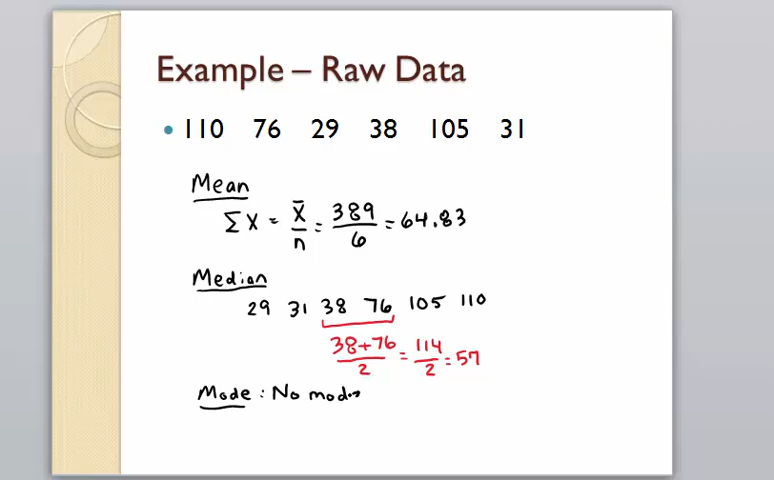 Example – Raw Data
• 110 76 29 38 105 31
Mean
ΣX = X̄/n = 389/6 = 64.83
Median
29 31 38 76 105 110
38+76/2 = 114/2 = 57
Mode : No mode